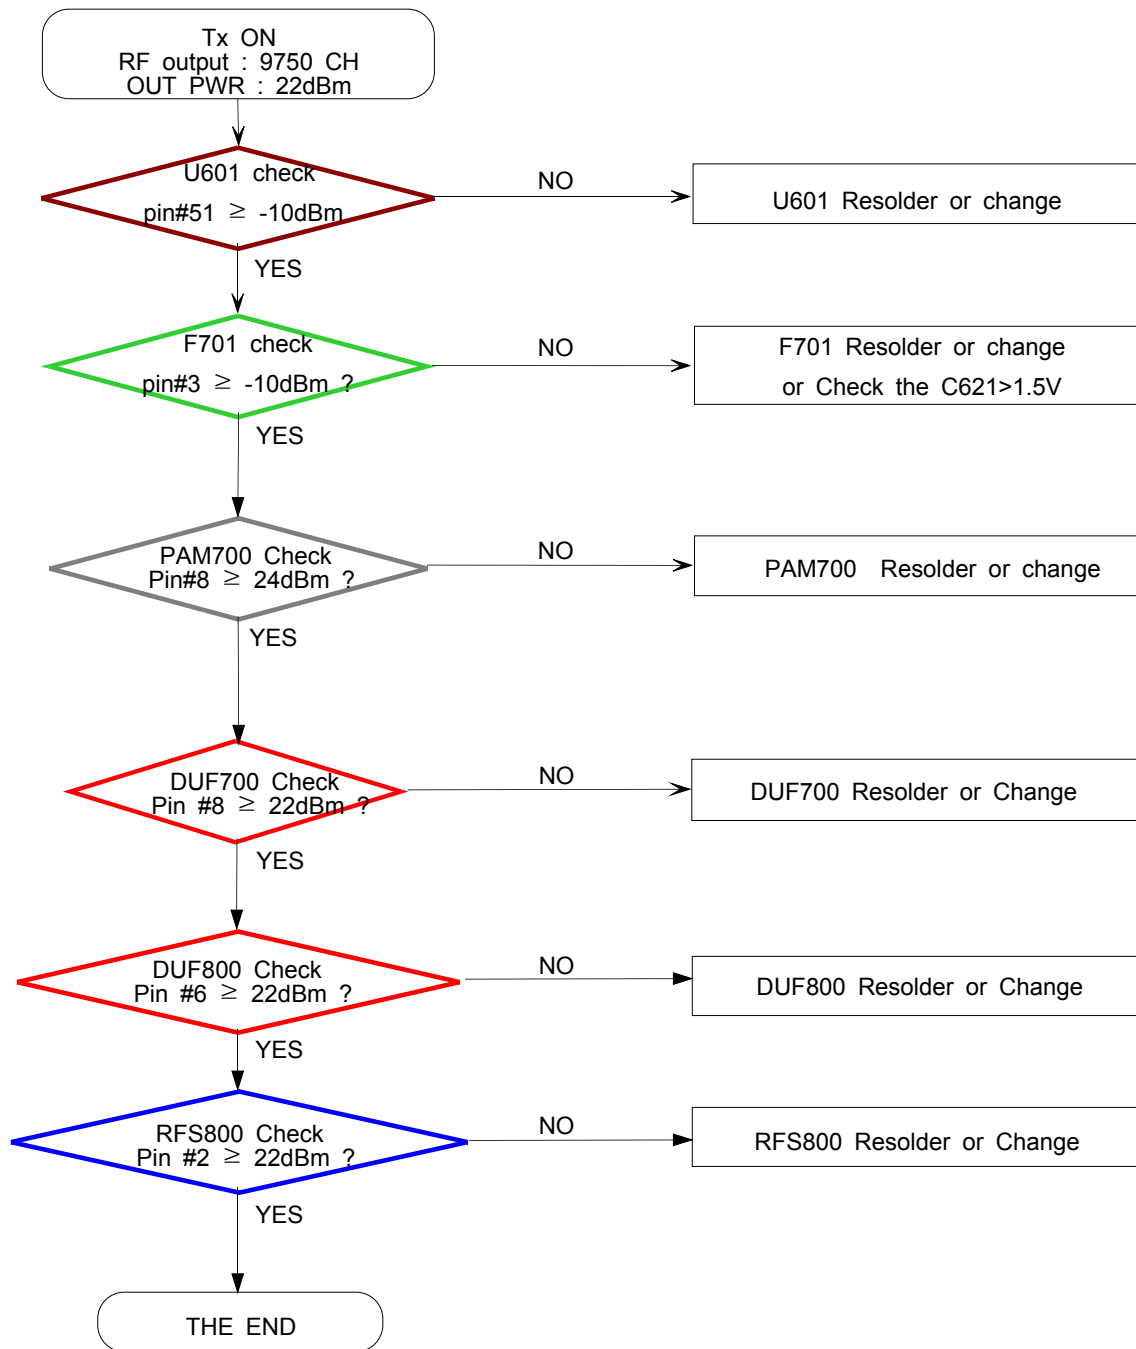 Tx ON
RF output : 9750 CH
OUT PWR : 22dBm
U601 check
pin#51 ≥ -10dBm
NO
U601 Resolder or change
YES
F701 check
pin#3 ≥ -10dBm ?
NO
F701 Resolder or change
or Check the C621>1.5V
YES
PAM700 Check
Pin#8 ≥ 24dBm ?
NO
PAM700 Resolder or change
YES
DUF700 Check
Pin #8 ≥ 22dBm ?
NO
DUF700 Resolder or Change
YES
DUF800 Check
Pin #6 ≥ 22dBm ?
NO
DUF800 Resolder or Change
YES
RFS800 Check
Pin #2 ≥ 22dBm ?
NO
RFS800 Resolder or Change
YES
THE END